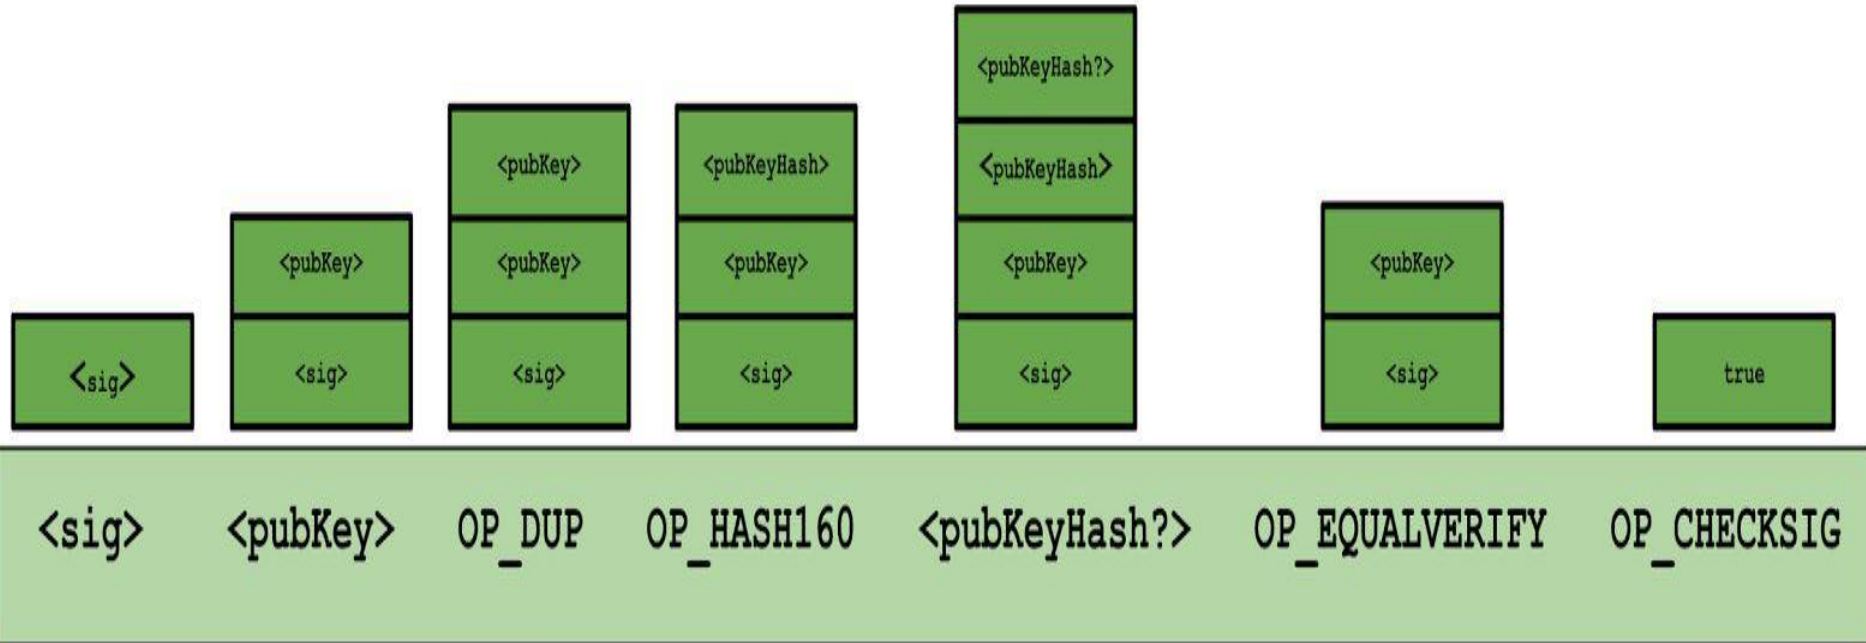 <pubKeyHash?>
<pubKey> <pubKeyHash> <pubKeyHash>
<pubKey> <pubKey> <pubKey> <pubKey> <pubKey>
<sig> <sig> <sig> <sig> <sig> <sig> true
<sig> <pubKey> OP_DUP OP_HASH160 <pubKeyHash?> OP_EQUALVERIFY OP_CHECKSIG